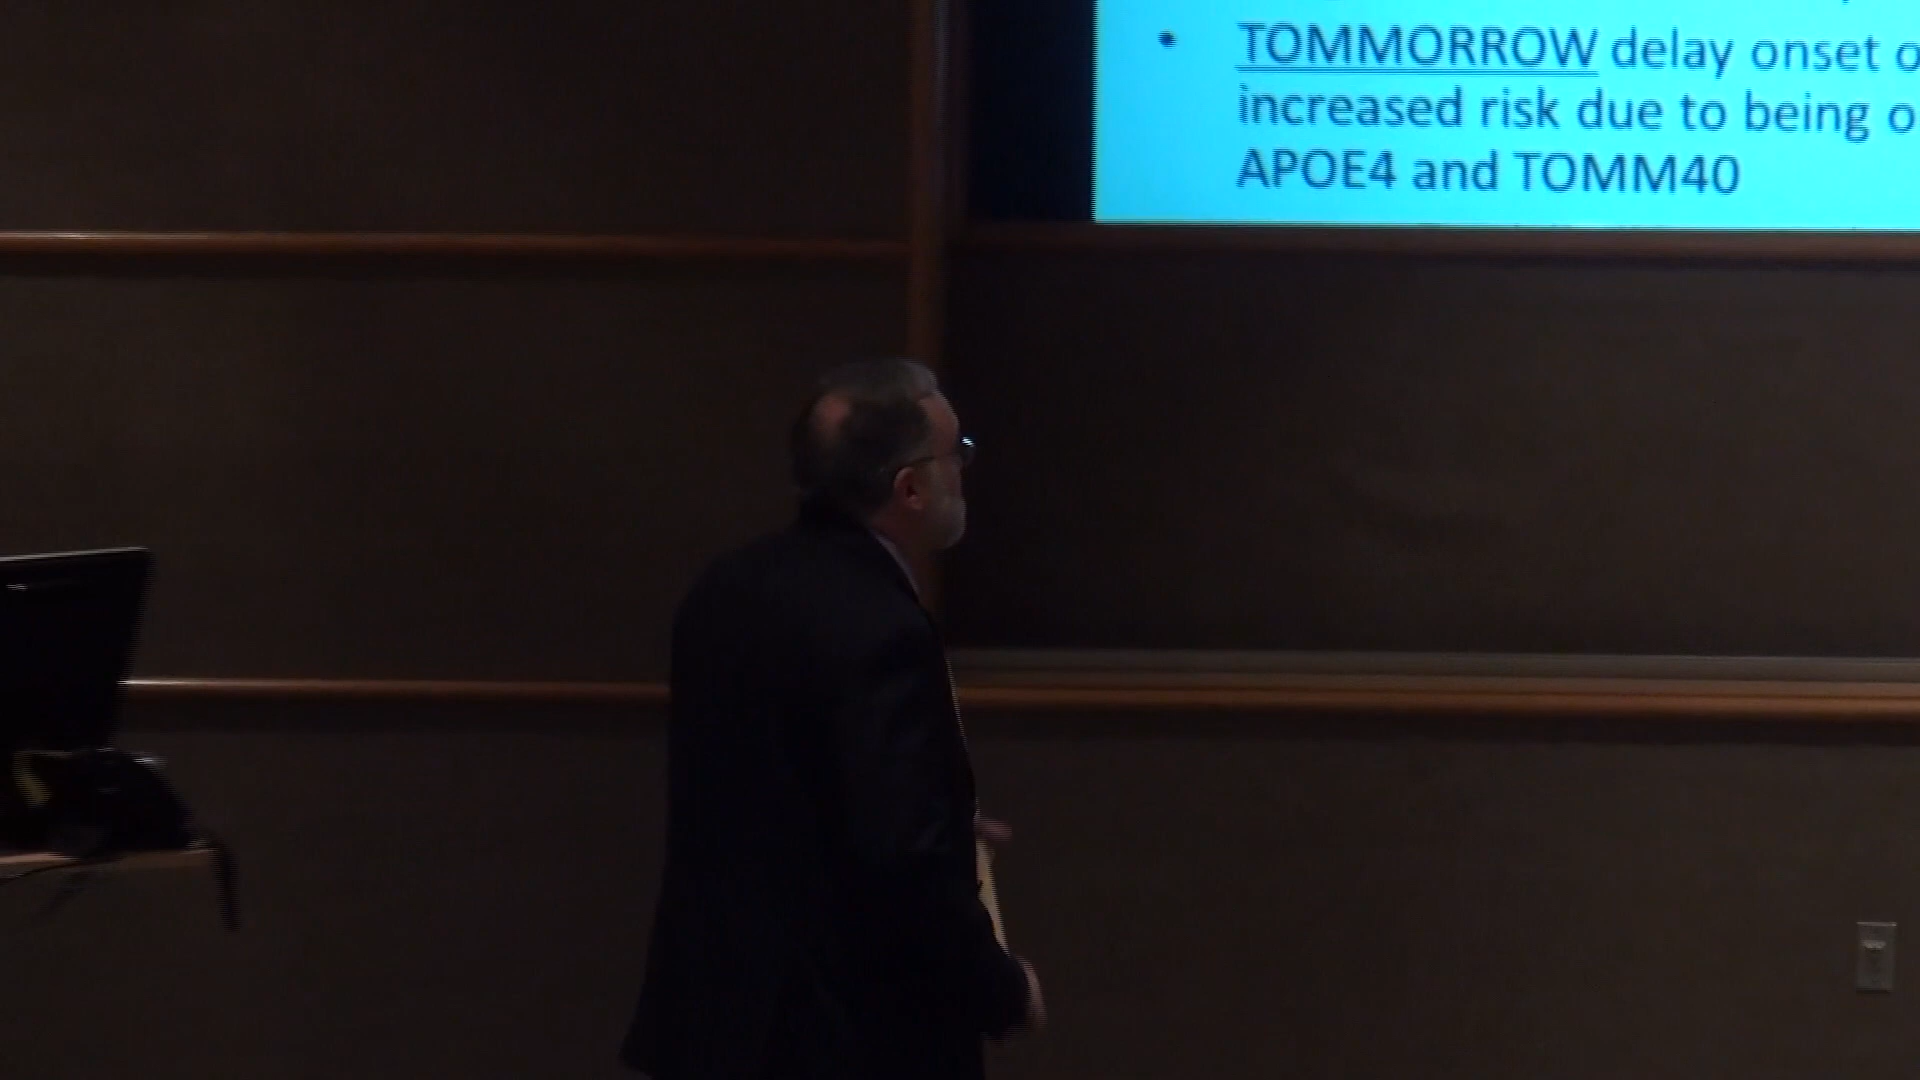 • TOMMORROW delay onset
increased risk due to being
APOE4 and TOMM40